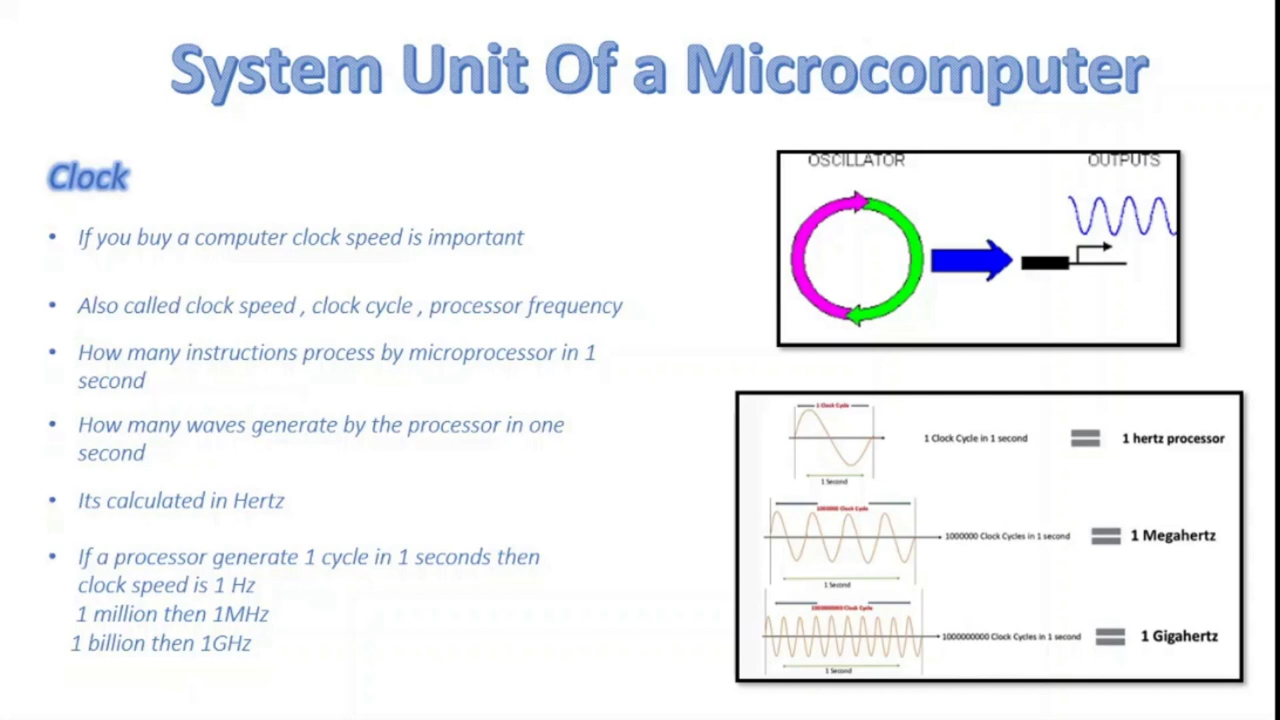 System Unit Of a Microcomputer
Clock
• If you buy a computer clock speed is important
• Also called clock speed , clock cycle , processor frequency
• How many instructions process by microprocessor in 1
second
• How many waves generate by the processor in one
second
• Its calculated in Hertz
• If a processor generate 1 cycle in 1 seconds then
clock speed is 1 Hz
1 million then 1MHz
1 billion then 1GHz
OSCILLATOR
OUTPUTS
1 Clock Cycle
1 Clock Cycle in 1 second
1 hertz processor
1 Second
1000000 Clock Cycle
1000000 Clock Cycles in 1 second
1 Megahertz
1 Second
1000000000 Clock Cycle
1000000000 Clock Cycles in 1 second
1 Gigahertz
1 Second